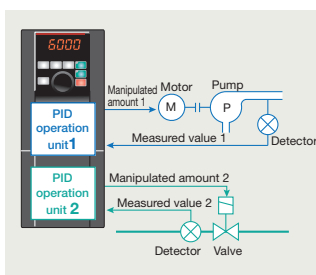 6000
Manipulated
amount 1
Motor
Pump
M
P
PID
operation
unit1
Measured value 1
Detector
PID
operation
unit 2
Manipulated amount 2
Measured value 2
Detector
Valve